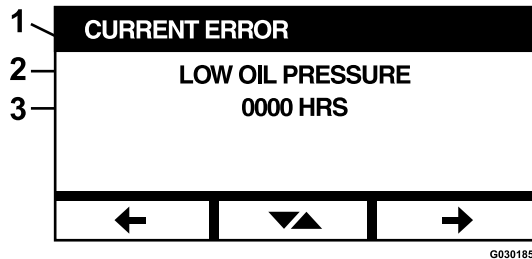 1
CURRENT ERROR
2
LOW OIL PRESSURE
3
0000 HRS
G030185